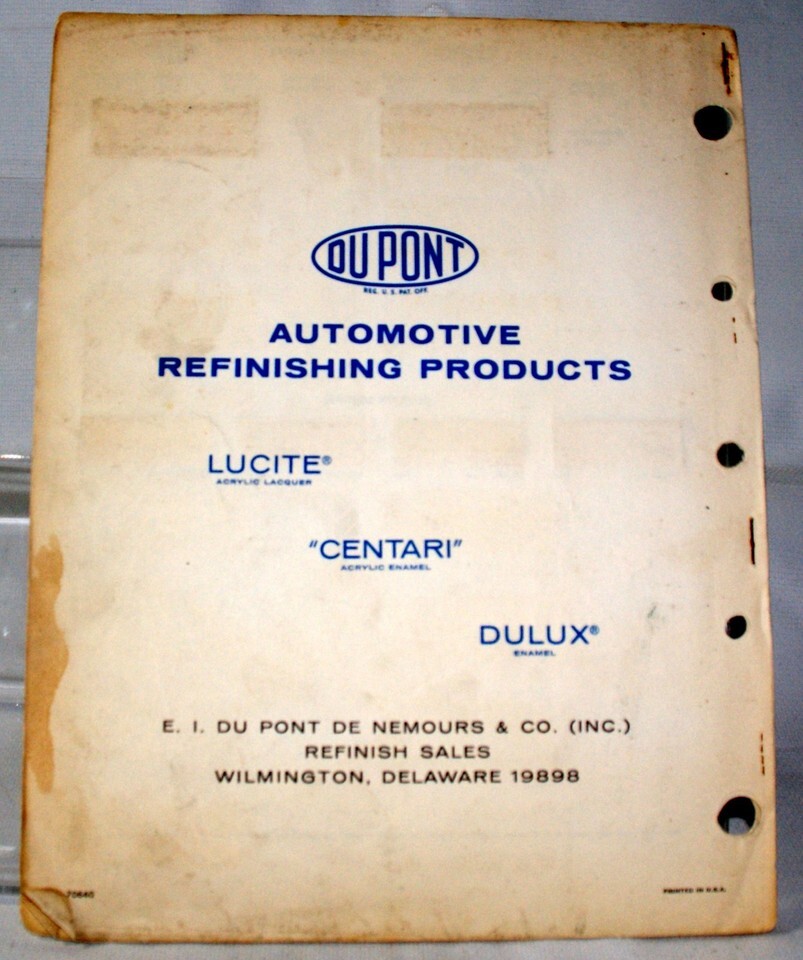 DU PONT
REG. U. S. PAT. OFF.
AUTOMOTIVE
REFINISHING PRODUCTS
LUCITE®
ACRYLIC LACQUER
"CENTARI"
ACRYLIC ENAMEL
DULUX®
ENAMEL
E. I. DU PONT DE NEMOURS & CO. (INC.)
REFINISH SALES
WILMINGTON, DELAWARE 19898
PRINTED IN U.S.A.